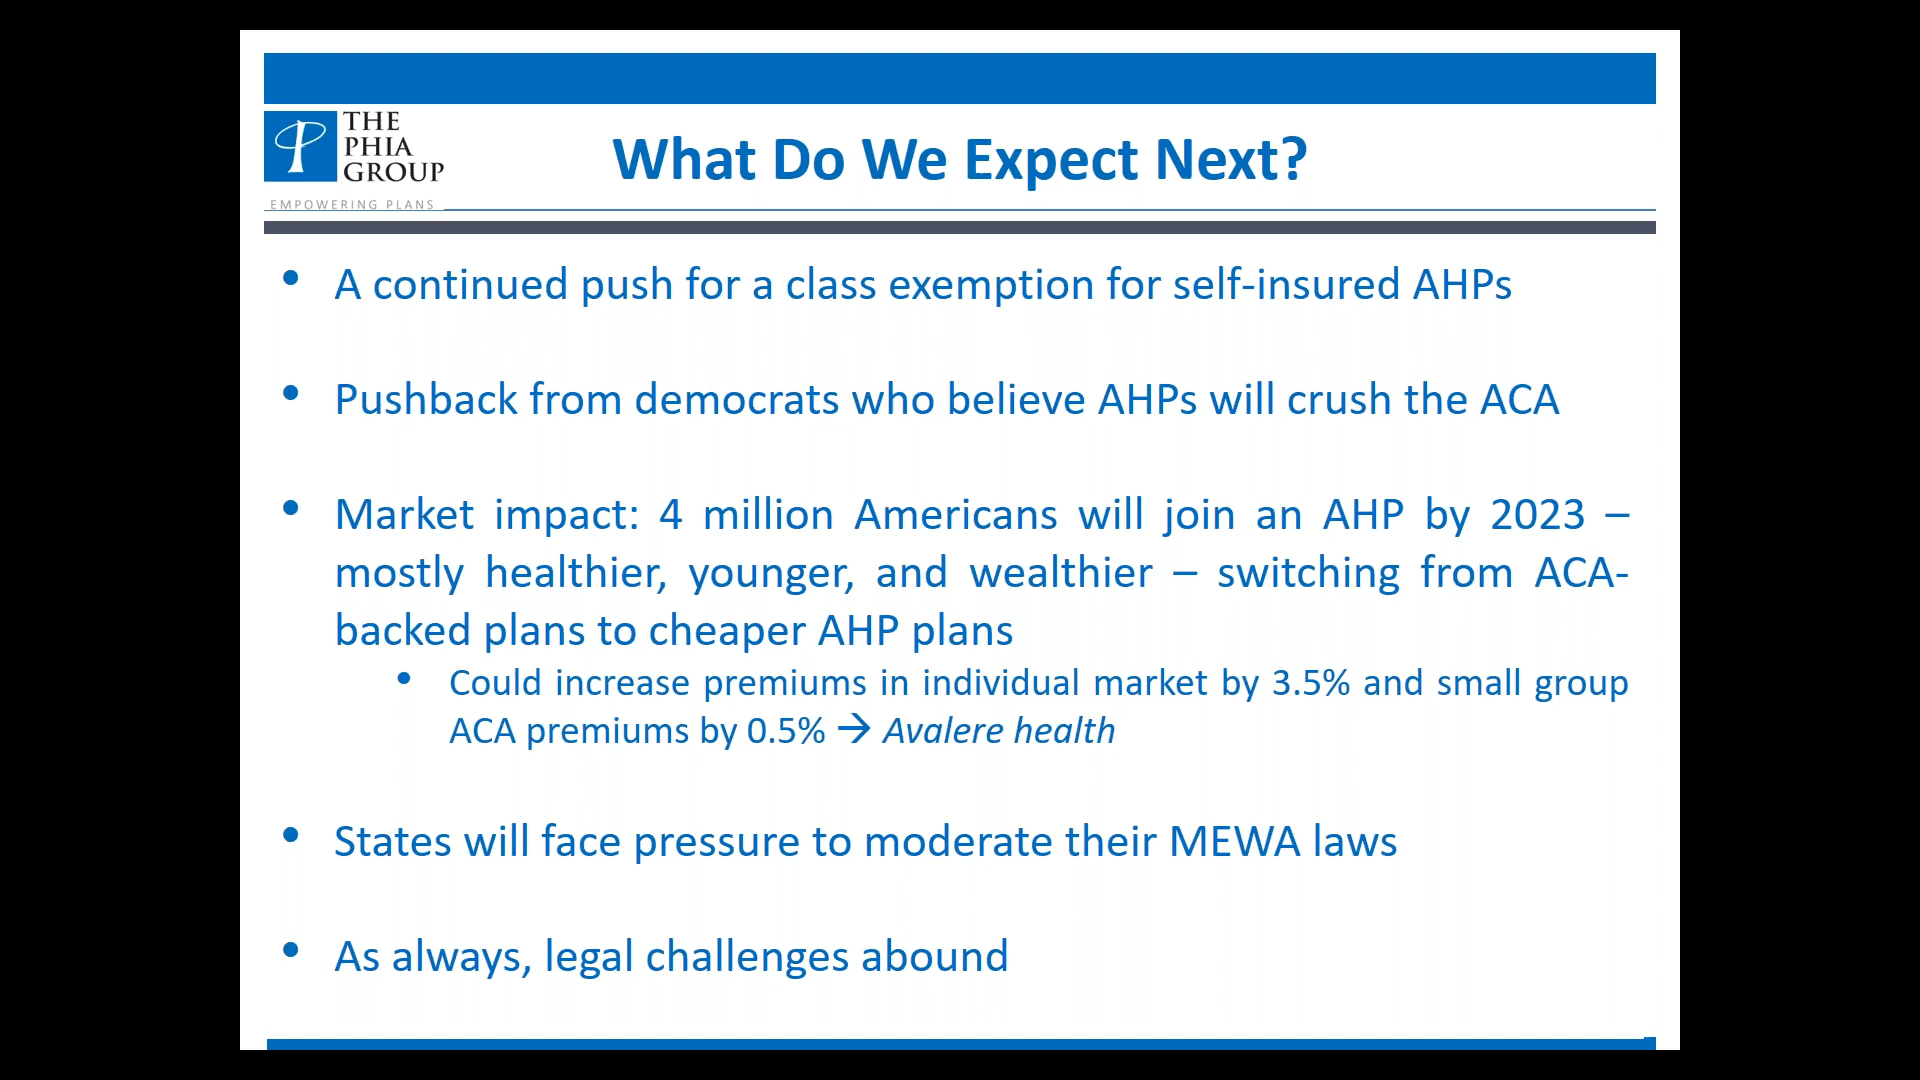 THE
PHIA
GROUP
EMPOWERING PLANS
What Do We Expect Next?
• A continued push for a class exemption for self-insured AHPs
• Pushback from democrats who believe AHPs will crush the ACA
• Market impact: 4 million Americans will join an AHP by 2023 –
mostly healthier, younger, and wealthier – switching from ACA-
backed plans to cheaper AHP plans
• Could increase premiums in individual market by 3.5% and small group
ACA premiums by 0.5% → Avalere health
• States will face pressure to moderate their MEWA laws
• As always, legal challenges abound